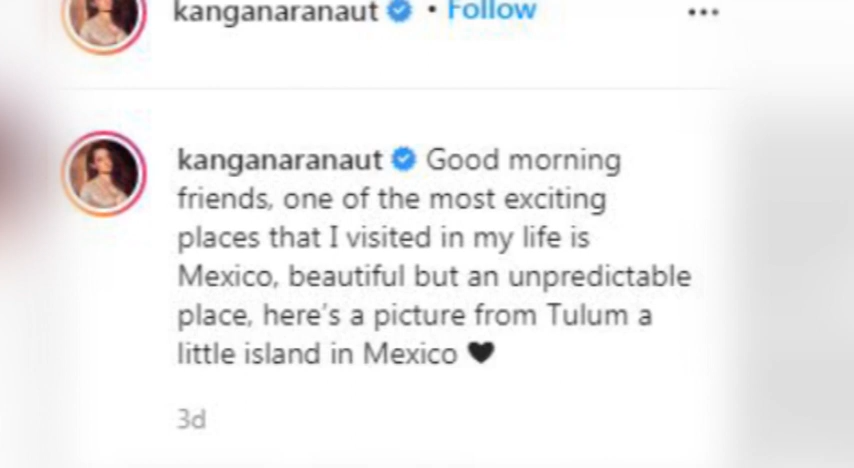 kanganaranaut • Follow
kanganaranaut Good morning
friends, one of the most exciting
places that I visited in my life is
Mexico, beautiful but an unpredictable
place, here's a picture from Tulum a
little island in Mexico 🖤
3d